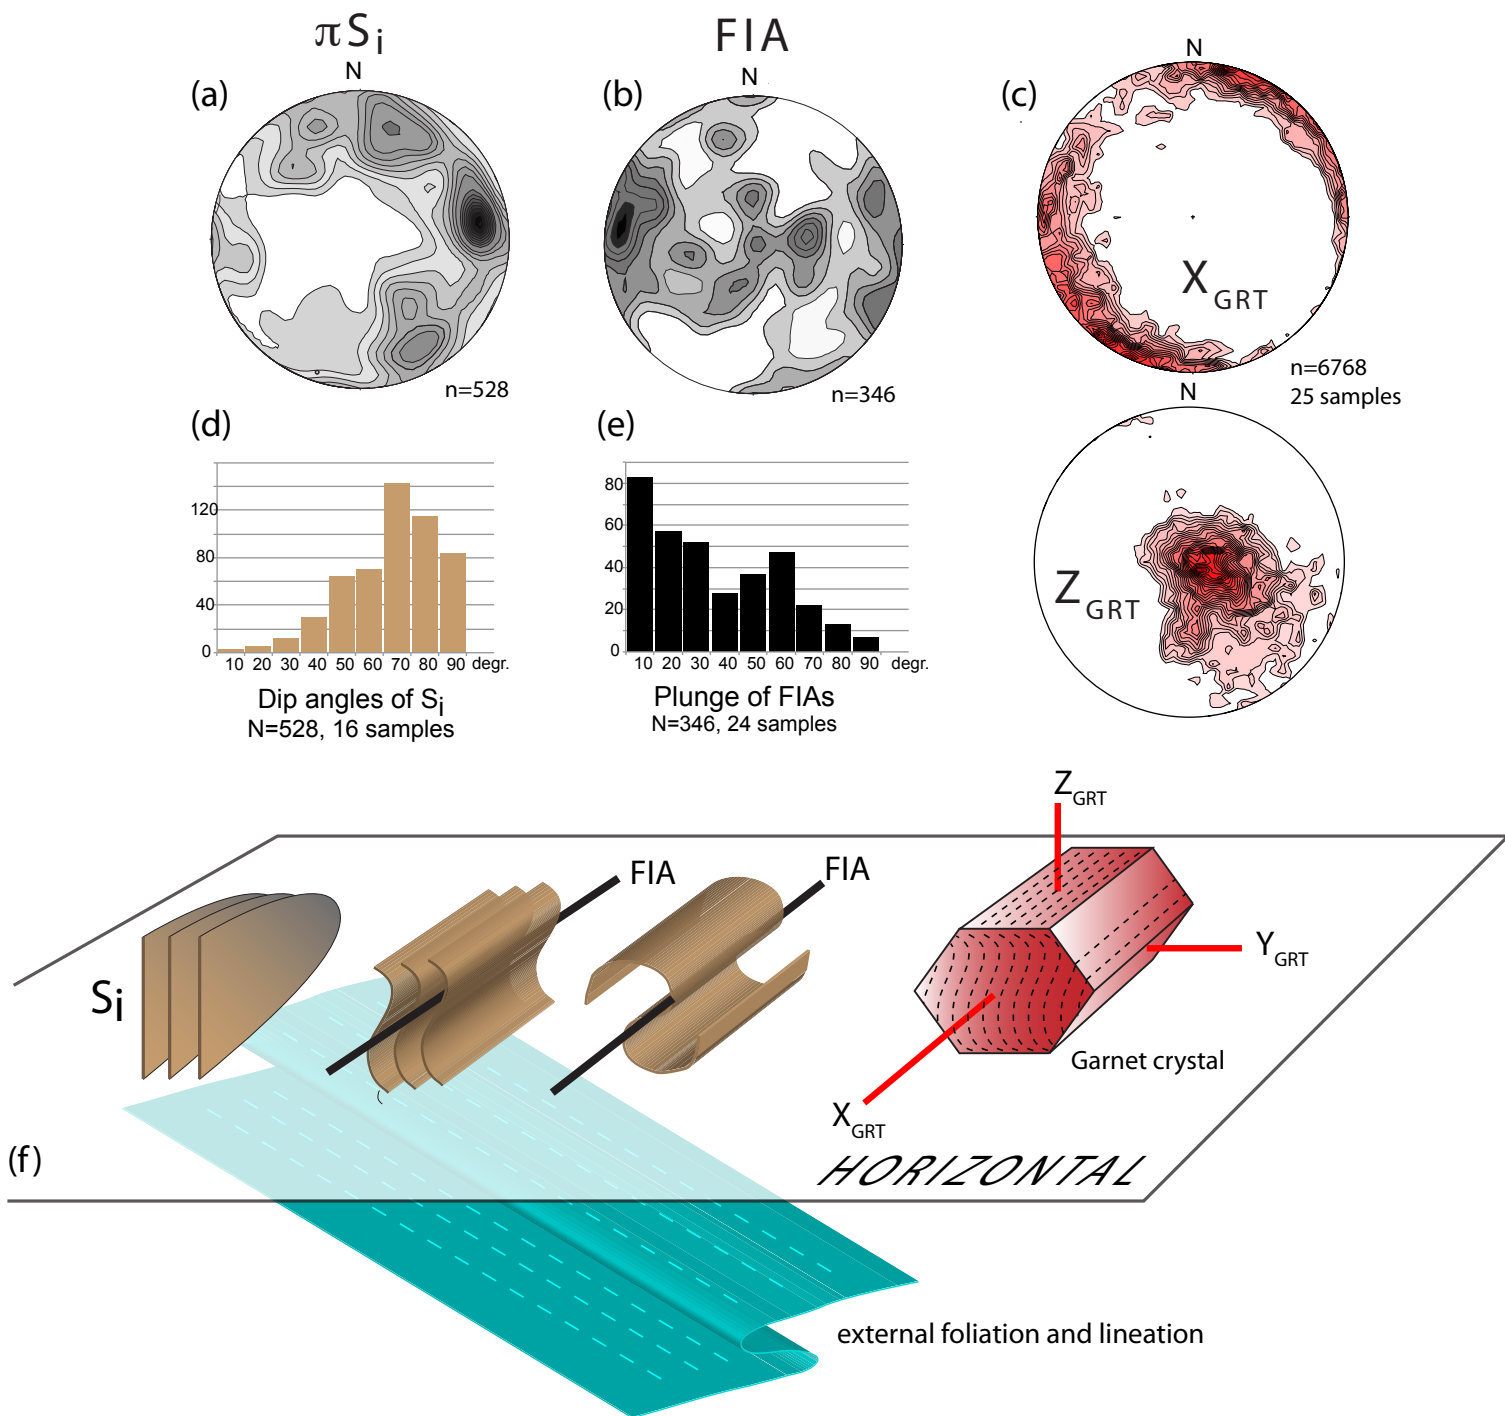 πSi
FIA
(a)
N
(b)
N
(c)
N
XGRT
n=528
n=346
n=6768
25 samples
N
ZGRT
(d)
120
80
40
0
10 20 30 40 50 60 70 80 90 degr.
Dip angles of Si
N=528, 16 samples
(e)
80
60
40
20
0
10 20 30 40 50 60 70 80 90 degr.
Plunge of FIAs
N=346, 24 samples
ZGRT
FIA
FIA
Si
YGRT
Garnet crystal
XGRT
HORIZONTAL
(f)
external foliation and lineation